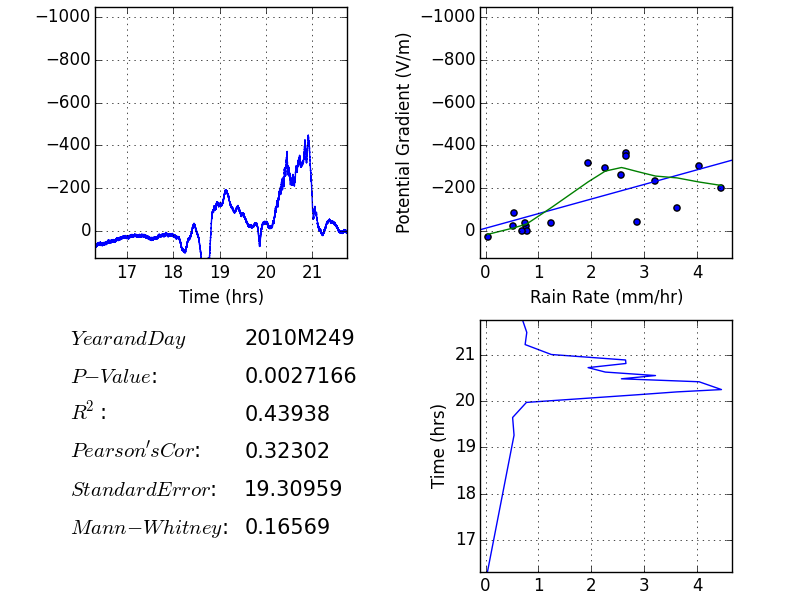 −1000
−800
−600
−400
−200
0
17 18 19 20 21
Time (hrs)
Potential Gradient (V/m)
−1000
−800
−600
−400
−200
0
0 1 2 3 4
Rain Rate (mm/hr)
YearandDay 2010M249
P−Value: 0.0027166
R²: 0.43938
Pearson'sCor: 0.32302
StandardError: 19.30959
Mann−Whitney: 0.16569
Time (hrs)
21
20
19
18
17
0 1 2 3 4